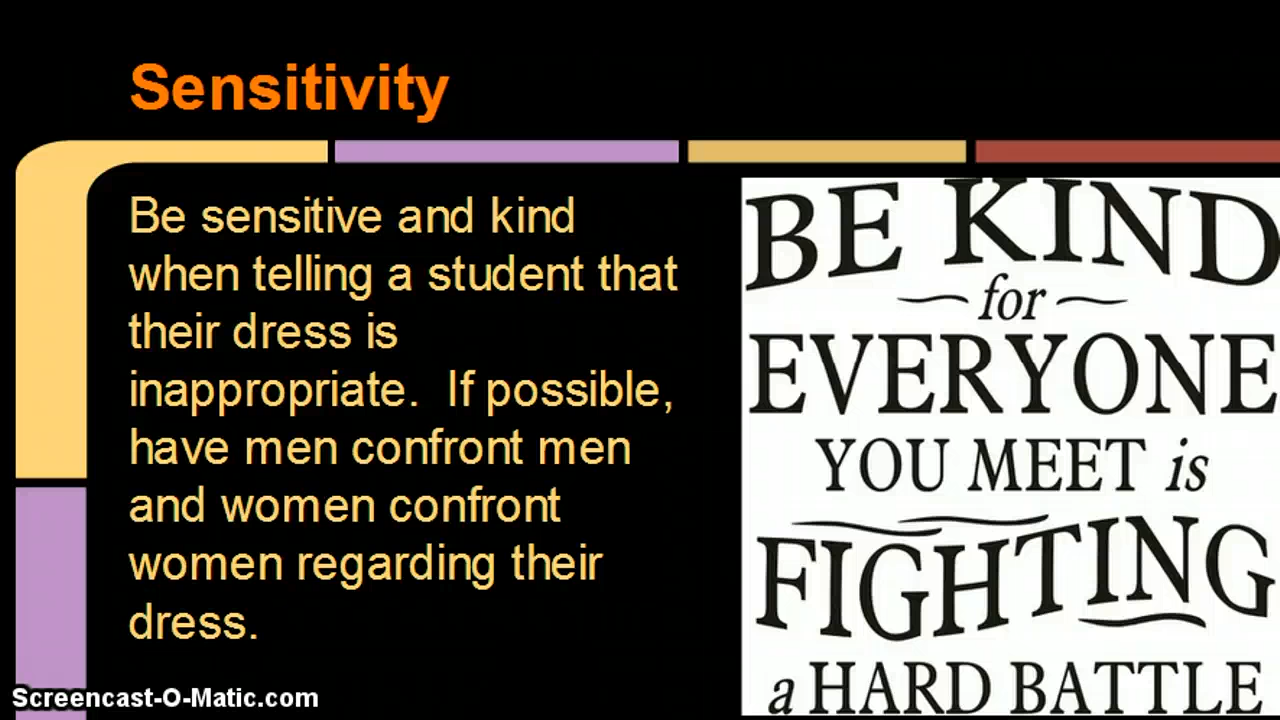 Sensitivity
Be sensitive and kind
when telling a student that
their dress is
inappropriate.  If possible,
have men confront men
and women confront
women regarding their
dress.
BE KIND
for
EVERYONE
YOU MEET is
FIGHTING
a HARD BATTLE
Screencast-O-Matic.com